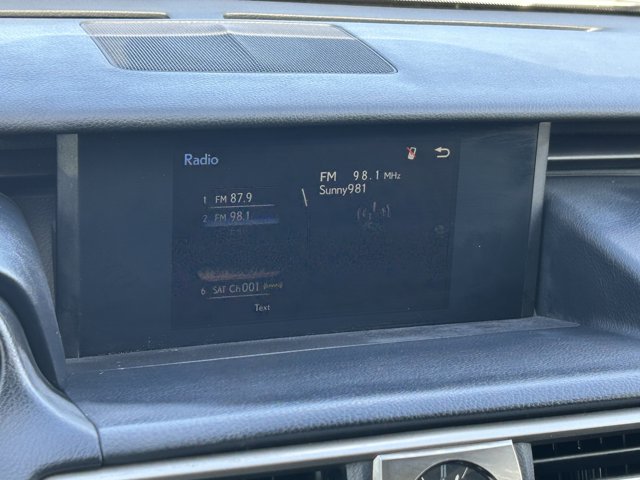 Radio
FM 98.1 MHz
Sunny981
1 FM 87.9
2 FM 98.1
6 SAT Ch001
Text